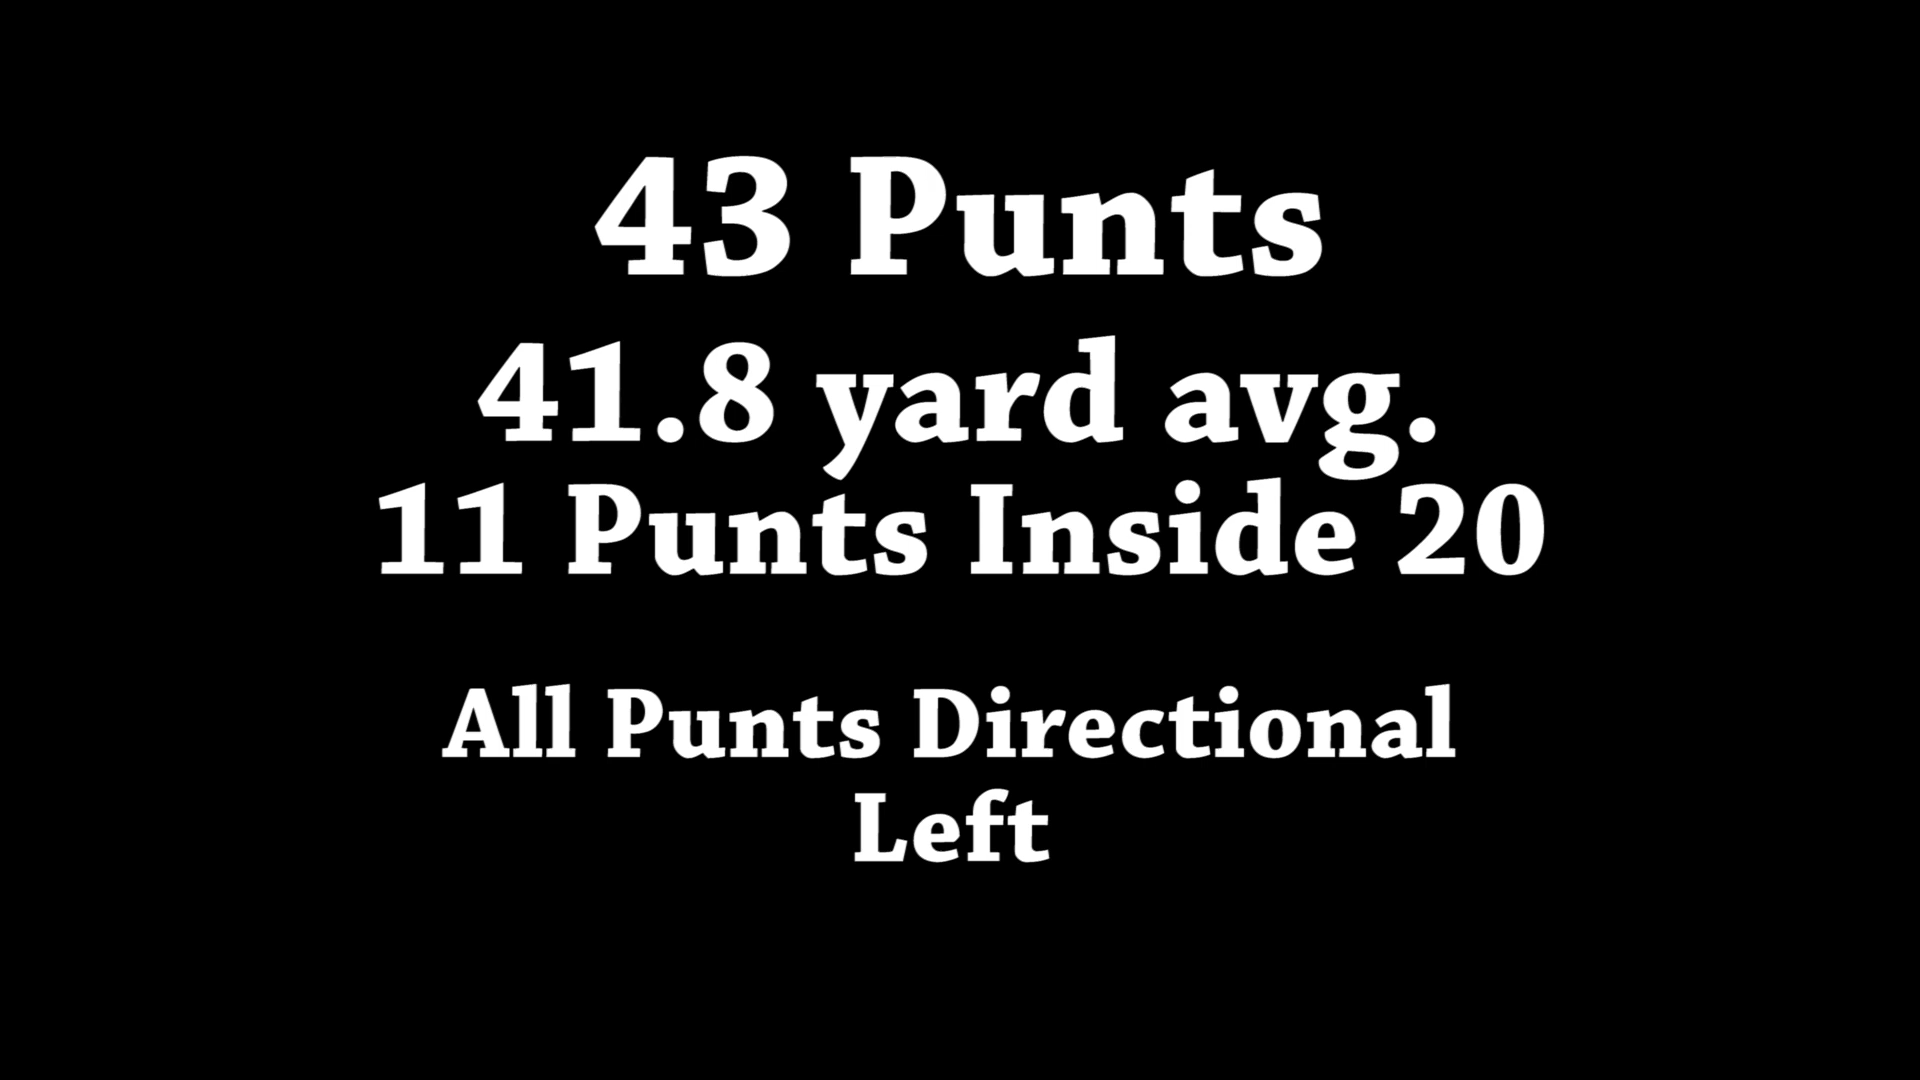 43 Punts
41.8 yard avg.
11 Punts Inside 20
All Punts Directional
Left